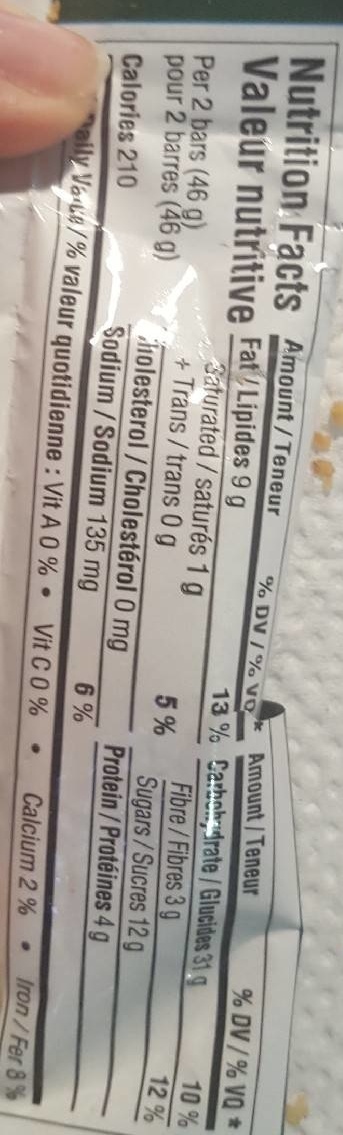 Nutrition Facts
Valeur nutritive
Per 2 bars (46 g)
pour 2 barres (46 g)
Calories 210
Amount / Teneur % DV / % VQ*
Fat / Lipides 9 g 13 %
Saturated / saturés 1 g
+ Trans / trans 0 g 5 %
Cholesterol / Cholestérol 0 mg
Sodium / Sodium 135 mg 6 %
Amount / Teneur % DV / % VQ *
Carbohydrate / Glucides 31 g 10 %
Fibre / Fibres 3 g 12 %
Sugars / Sucres 12 g
Protein / Protéines 4 g
Daily Value / % valeur quotidienne : Vit A 0 % • Vit C 0 % • Calcium 2 % • Iron / Fer 8 %